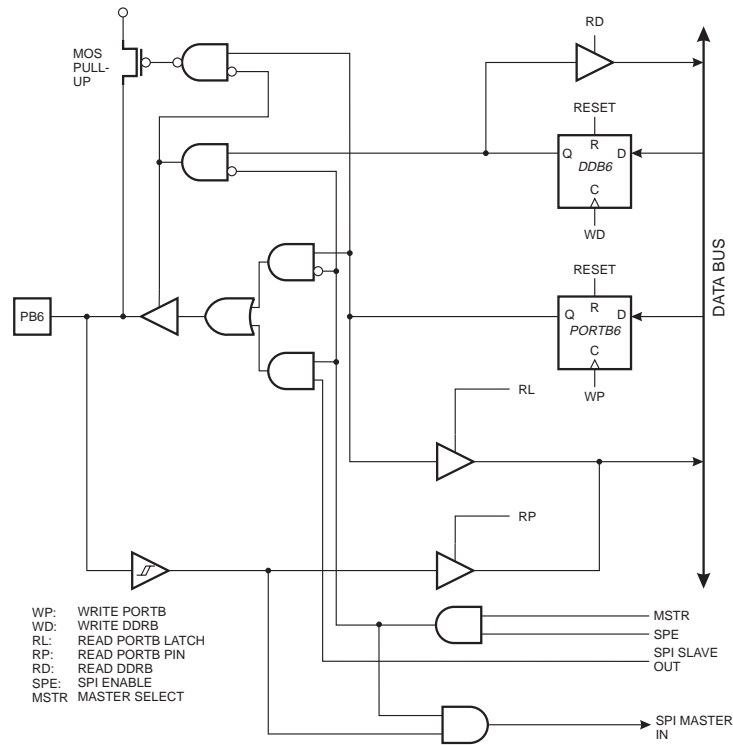 RD
MOS
PULL-
UP
RESET
R
Q
D
DDB6
C
WD
DATA BUS
RESET
R
Q
D
PB6
PORTB6
C
WP
RL
RP
WP: WRITE PORTB
WD: WRITE DDRB
RL: READ PORTB LATCH
RP: READ PORTB PIN
RD: READ DDRB
SPE: SPI ENABLE
MSTR MASTER SELECT
MSTR
SPE
SPI SLAVE
OUT
SPI MASTER
IN